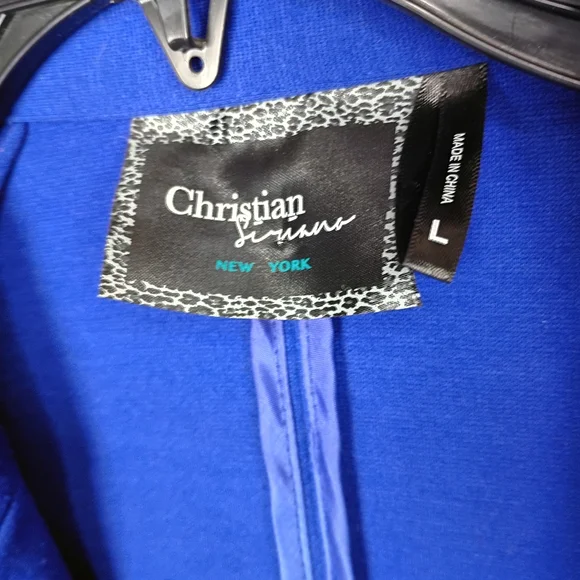 Christian
Siriano
NEW YORK
MADE IN CHINA
L